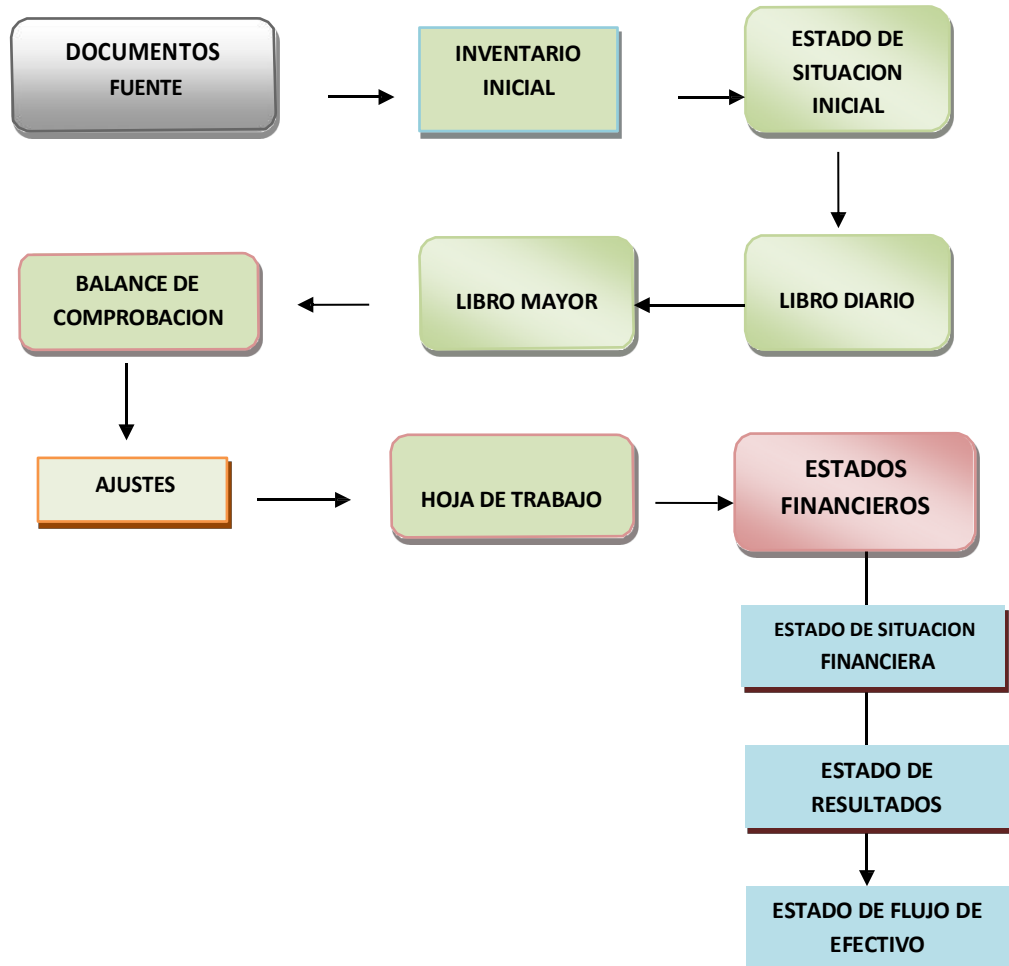 DOCUMENTOS
FUENTE
INVENTARIO
INICIAL
ESTADO DE
SITUACION
INICIAL
LIBRO DIARIO
LIBRO MAYOR
BALANCE DE
COMPROBACION
AJUSTES
HOJA DE TRABAJO
ESTADOS
FINANCIEROS
ESTADO DE SITUACION
FINANCIERA
ESTADO DE
RESULTADOS
ESTADO DE FLUJO DE
EFECTIVO